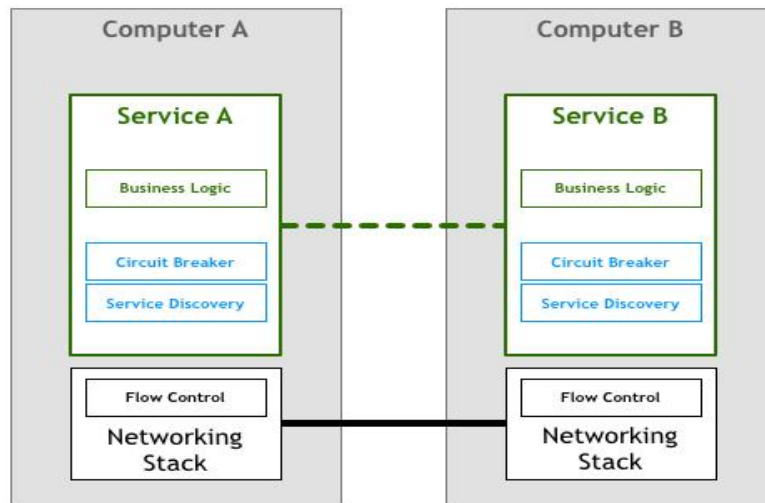 Computer A
Service A
Business Logic
Circuit Breaker
Service Discovery
Flow Control
Networking
Stack
Computer B
Service B
Business Logic
Circuit Breaker
Service Discovery
Flow Control
Networking
Stack